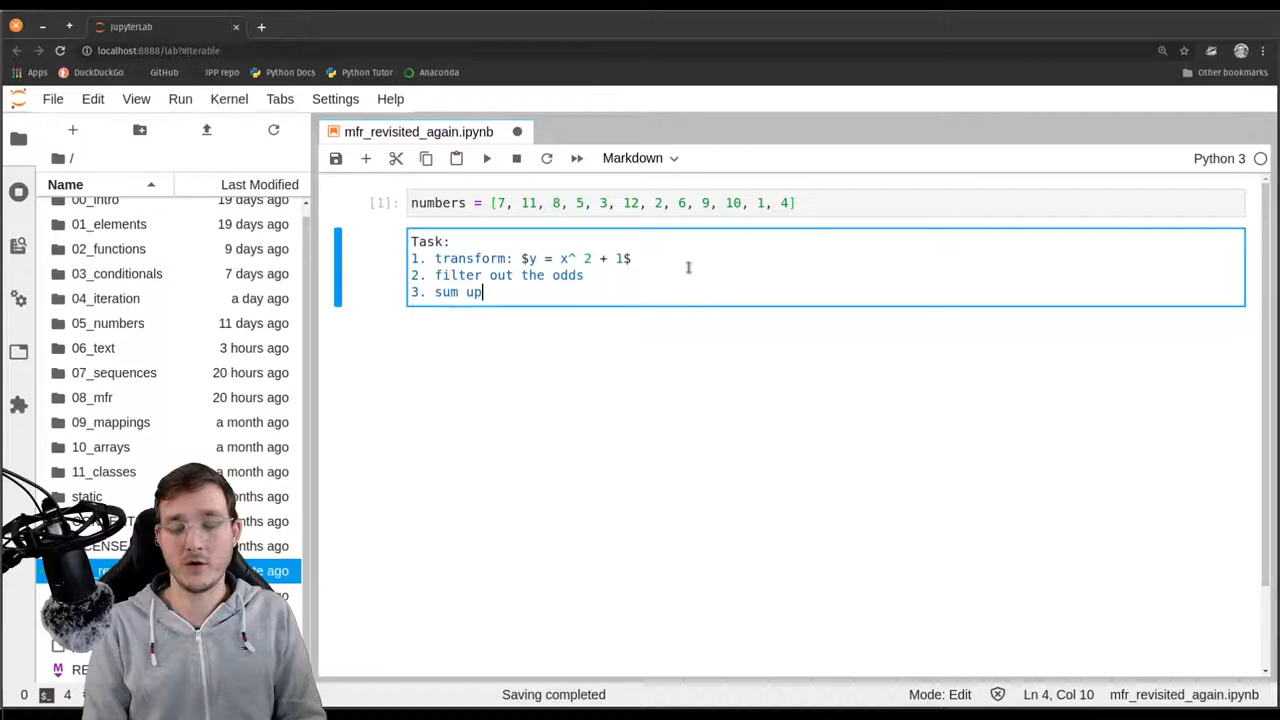 JupyterLab
localhost:8888/lab?#Iterable
Apps
DuckDuckGo
GitHub
IPP repo
Python Docs
Python Tutor
Anaconda
Other bookmarks
File
Edit
View
Run
Kernel
Tabs
Settings
Help
mfr_revisited_again.ipynb
/
Markdown
Python 3
Name
Last Modified
00_intro 19 days ago
01_elements 19 days ago
02_functions 9 days ago
03_conditionals 7 days ago
04_iteration a day ago
05_numbers 11 days ago
06_text 3 hours ago
07_sequences 20 hours ago
08_mfr 20 hours ago
09_mappings a month ago
10_arrays a month ago
11_classes a month ago
static
ago
ago
ago
ago
[1]: numbers = [7, 11, 8, 5, 3, 12, 2, 6, 9, 10, 1, 4]
Task:
1. transform: $y = x^ 2 + 1$
2. filter out the odds
3. sum up
0
4
Saving completed
Mode: Edit
Ln 4, Col 10
mfr_revisited_again.ipynb